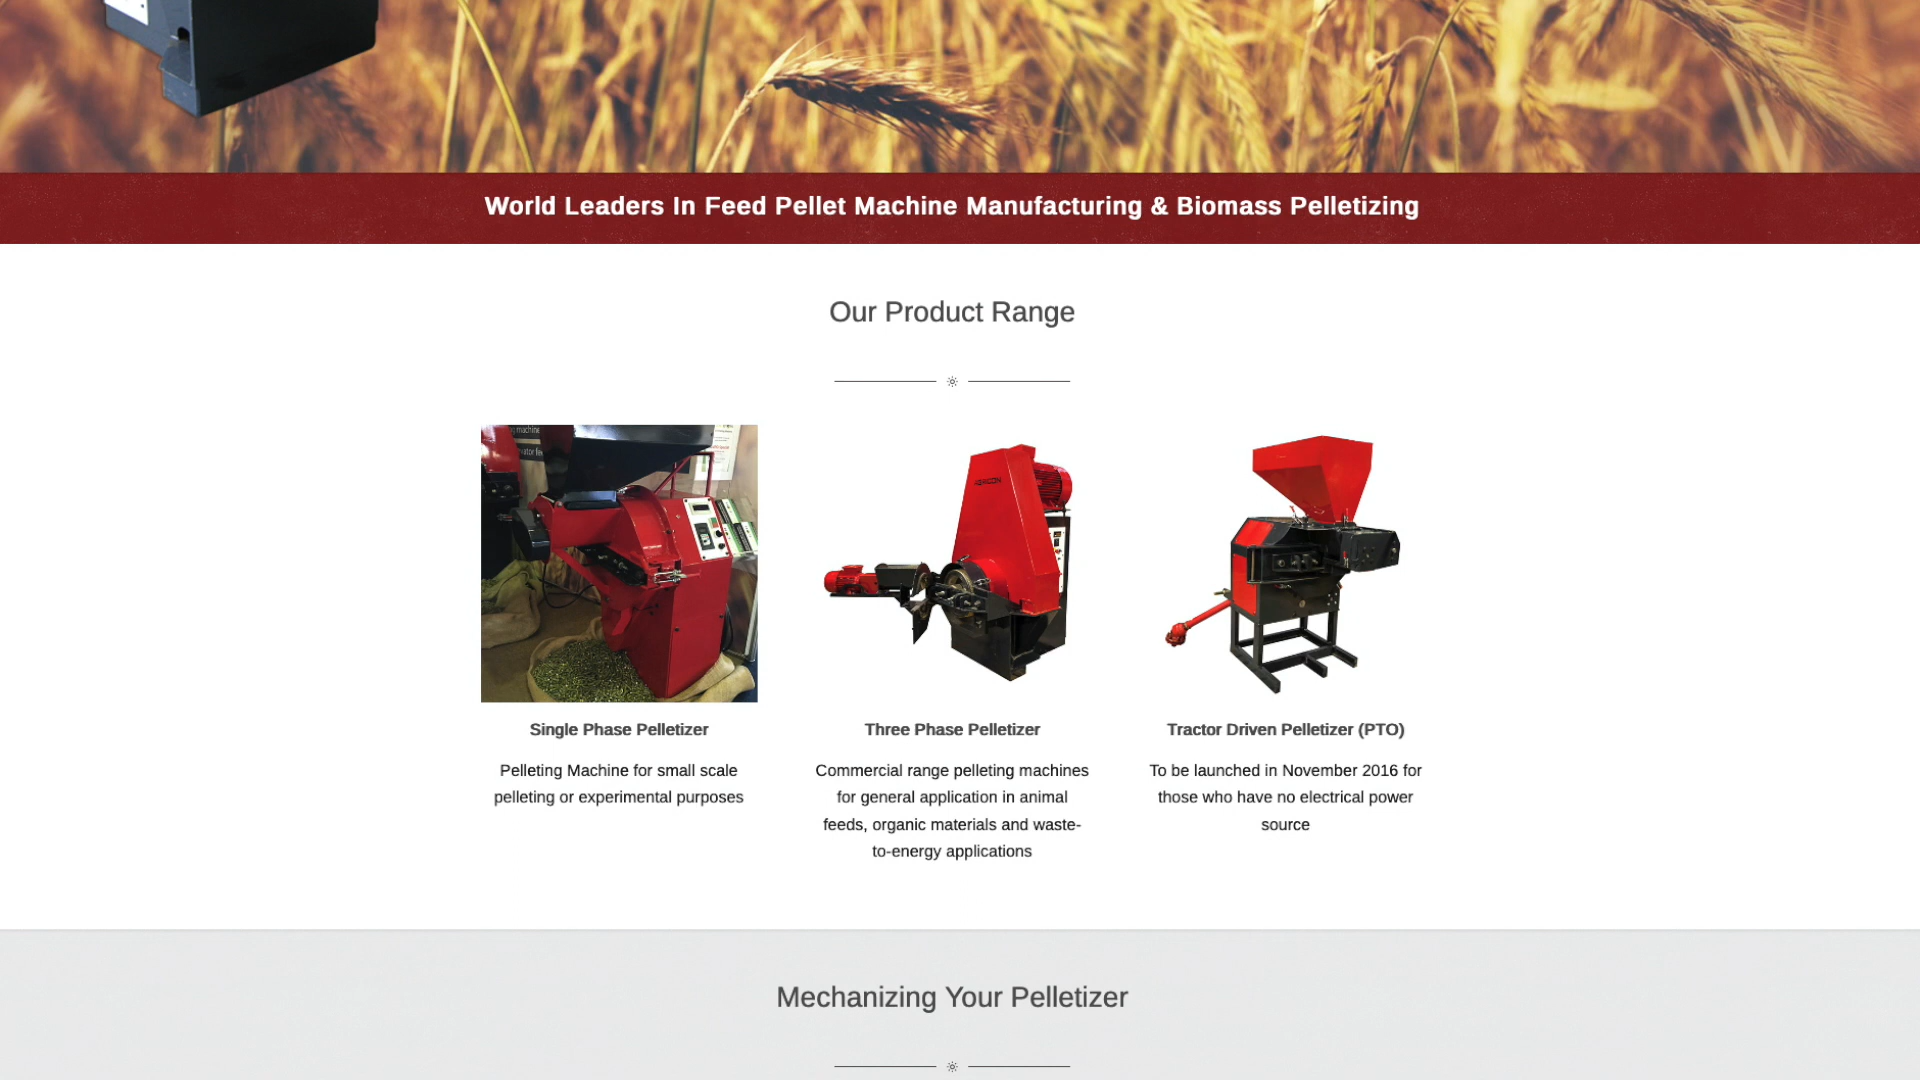 World Leaders In Feed Pellet Machine Manufacturing & Biomass Pelletizing
Our Product Range
Single Phase Pelletizer
Pelleting Machine for small scale
pelleting or experimental purposes
Three Phase Pelletizer
Commercial range pelleting machines
for general application in animal
feeds, organic materials and waste-
to-energy applications
Tractor Driven Pelletizer (PTO)
To be launched in November 2016 for
those who have no electrical power
source
Mechanizing Your Pelletizer